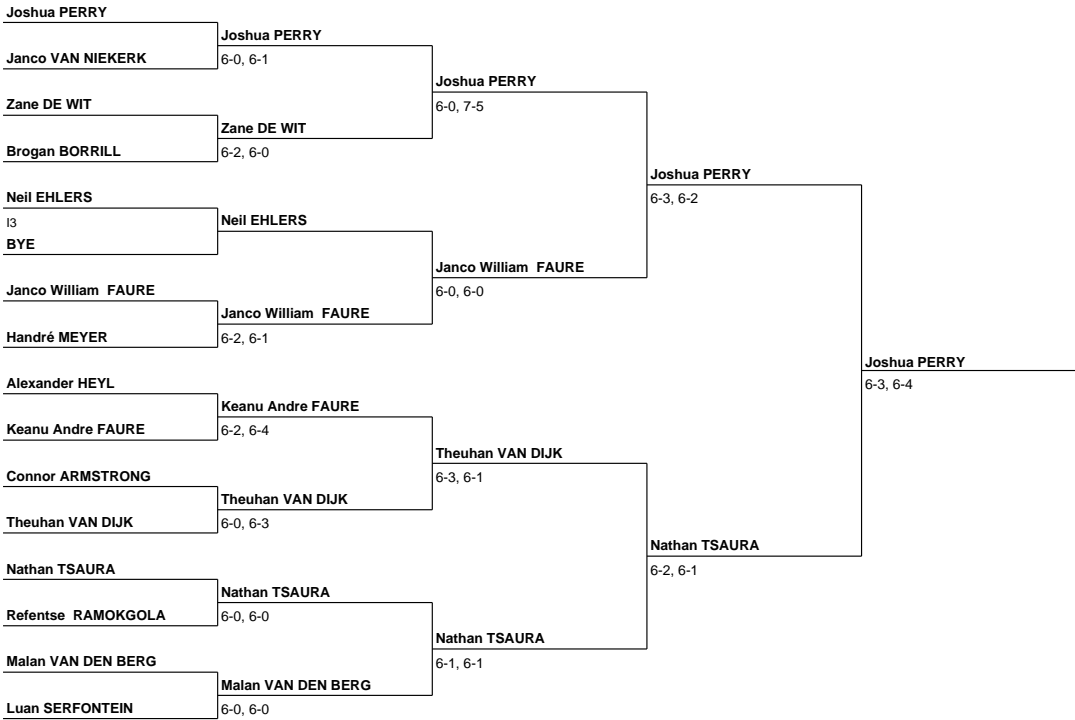 Joshua PERRY
Joshua PERRY
Janco VAN NIEKERK
6-0, 6-1
Joshua PERRY
Zane DE WIT
6-0, 7-5
Zane DE WIT
Brogan BORRILL
6-2, 6-0
Joshua PERRY
Neil EHLERS
6-3, 6-2
I3
Neil EHLERS
BYE
Janco William  FAURE
Janco William  FAURE
6-0, 6-0
Janco William  FAURE
Handré MEYER
6-2, 6-1
Joshua PERRY
Alexander HEYL
6-3, 6-4
Keanu Andre FAURE
Keanu Andre FAURE
6-2, 6-4
Theuhan VAN DIJK
Connor ARMSTRONG
6-3, 6-1
Theuhan VAN DIJK
Theuhan VAN DIJK
6-0, 6-3
Nathan TSAURA
Nathan TSAURA
6-2, 6-1
Nathan TSAURA
Refentse  RAMOKGOLA
6-0, 6-0
Nathan TSAURA
Malan VAN DEN BERG
6-1, 6-1
Malan VAN DEN BERG
Luan SERFONTEIN
6-0, 6-0